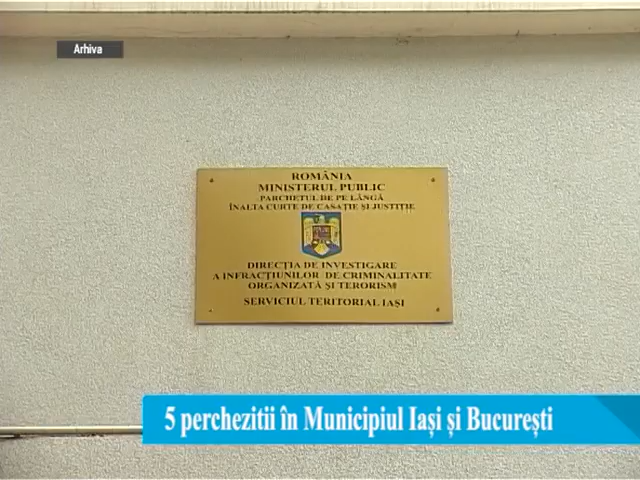 Arhiva
ROMÂNIA
MINISTERUL PUBLIC
PARCHETUL DE PE LÂNGĂ
ÎNALTA CURTE DE CASAȚIE ȘI JUSTIȚIE
DIRECȚIA DE INVESTIGARE
A INFRACȚIUNILOR DE CRIMINALITATE
ORGANIZATĂ ȘI TERORISM
SERVICIUL TERITORIAL IAȘI
5 perchezitii în Municipiul Iași și București